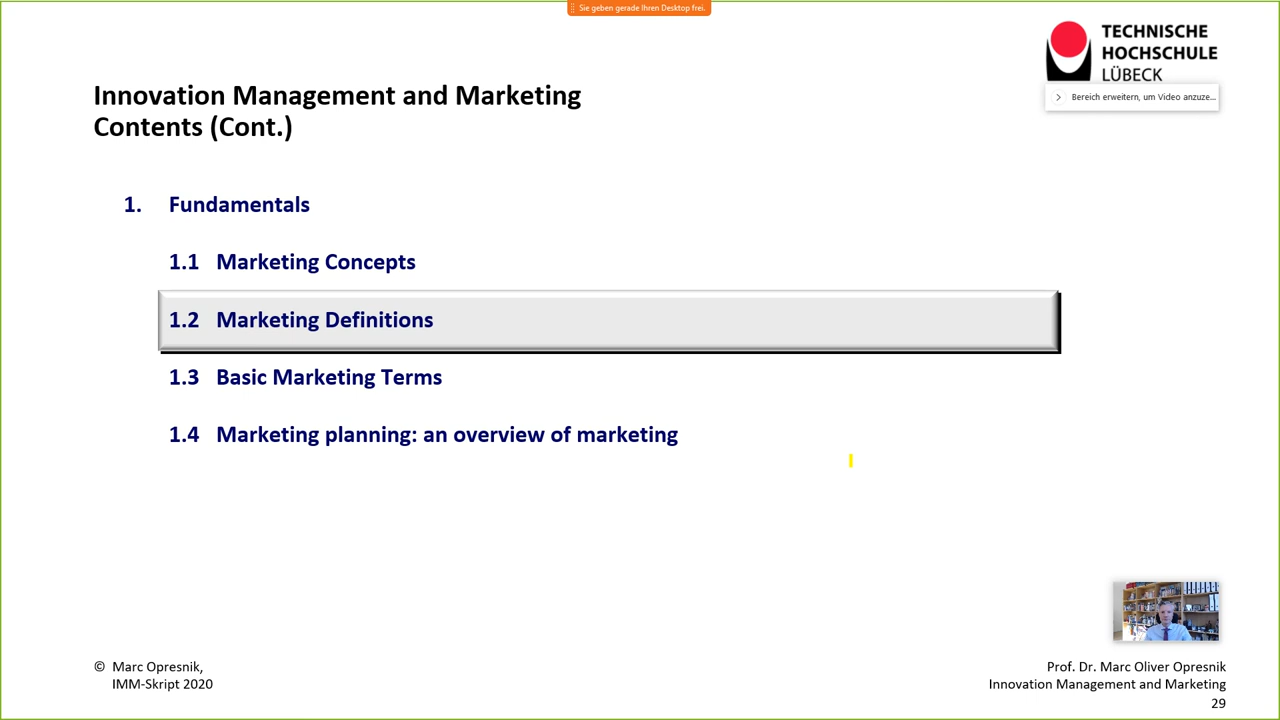 Sie geben gerade Ihren Desktop frei.
TECHNISCHE
HOCHSCHULE
LÜBECK
Bereich erweitern, um Video anzuze...
Innovation Management and Marketing
Contents (Cont.)
1. Fundamentals
1.1 Marketing Concepts
1.2 Marketing Definitions
1.3 Basic Marketing Terms
1.4 Marketing planning: an overview of marketing
© Marc Opresnik,
IMM-Skript 2020
Prof. Dr. Marc Oliver Opresnik
Innovation Management and Marketing
29